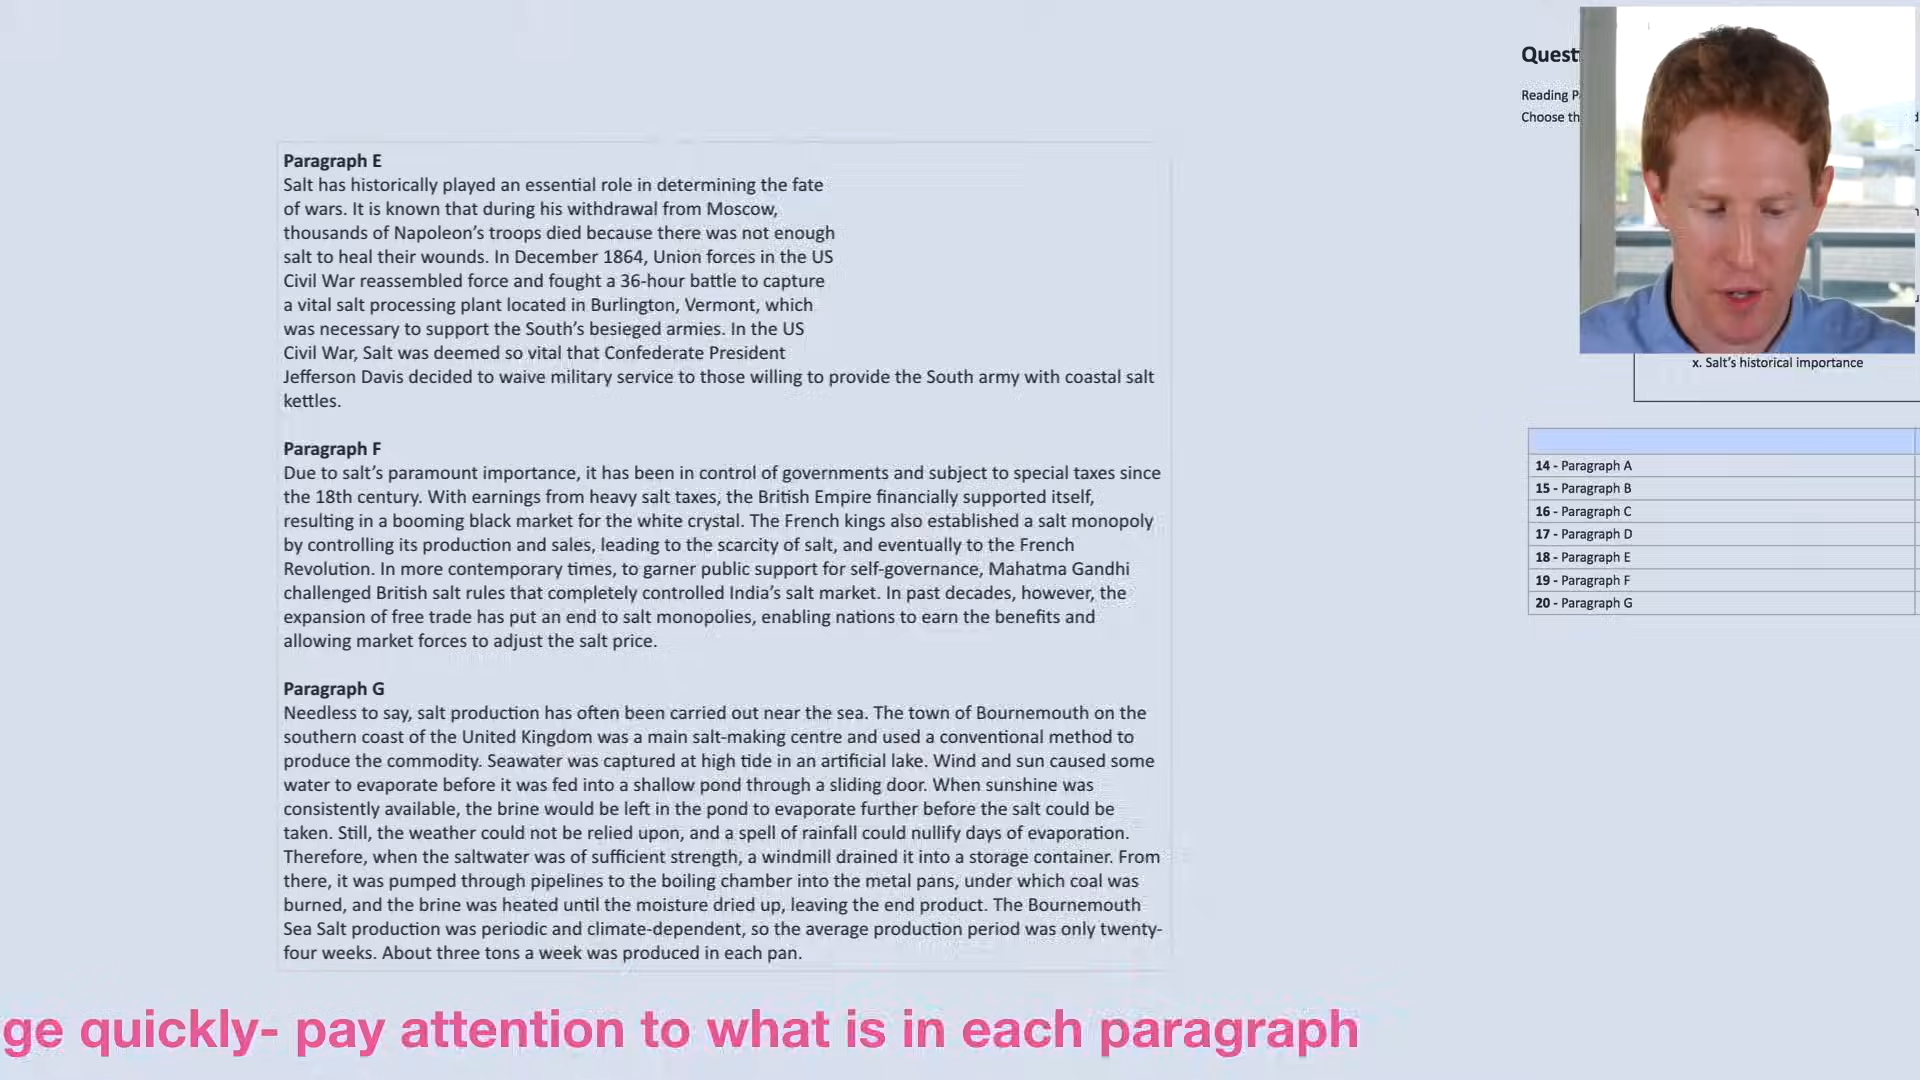 Paragraph E
Salt has historically played an essential role in determining the fate
of wars. It is known that during his withdrawal from Moscow,
thousands of Napoleon's troops died because there was not enough
salt to heal their wounds. In December 1864, Union forces in the US
Civil War reassembled force and fought a 36-hour battle to capture
a vital salt processing plant located in Burlington, Vermont, which
was necessary to support the South's besieged armies. In the US
Civil War, Salt was deemed so vital that Confederate President
Jefferson Davis decided to waive military service to those willing to provide the South army with coastal salt
kettles.
Paragraph F
Due to salt's paramount importance, it has been in control of governments and subject to special taxes since
the 18th century. With earnings from heavy salt taxes, the British Empire financially supported itself,
resulting in a booming black market for the white crystal. The French kings also established a salt monopoly
by controlling its production and sales, leading to the scarcity of salt, and eventually to the French
Revolution. In more contemporary times, to garner public support for self-governance, Mahatma Gandhi
challenged British salt rules that completely controlled India's salt market. In past decades, however, the
expansion of free trade has put an end to salt monopolies, enabling nations to earn the benefits and
allowing market forces to adjust the salt price.
Paragraph G
Needless to say, salt production has often been carried out near the sea. The town of Bournemouth on the
southern coast of the United Kingdom was a main salt-making centre and used a conventional method to
produce the commodity. Seawater was captured at high tide in an artificial lake. Wind and sun caused some
water to evaporate before it was fed into a shallow pond through a sliding door. When sunshine was
consistently available, the brine would be left in the pond to evaporate further before the salt could be
taken. Still, the weather could not be relied upon, and a spell of rainfall could nullify days of evaporation.
Therefore, when the saltwater was of sufficient strength, a windmill drained it into a storage container. From
there, it was pumped through pipelines to the boiling chamber into the metal pans, under which coal was
burned, and the brine was heated until the moisture dried up, leaving the end product. The Bournemouth
Sea Salt production was periodic and climate-dependent, so the average production period was only twenty-
four weeks. About three tons a week was produced in each pan.
Quest
Reading P
Choose th
x. Salt's historical importance
14 - Paragraph A
15 - Paragraph B
16 - Paragraph C
17 - Paragraph D
18 - Paragraph E
19 - Paragraph F
20 - Paragraph G
ge quickly- pay attention to what is in each paragraph